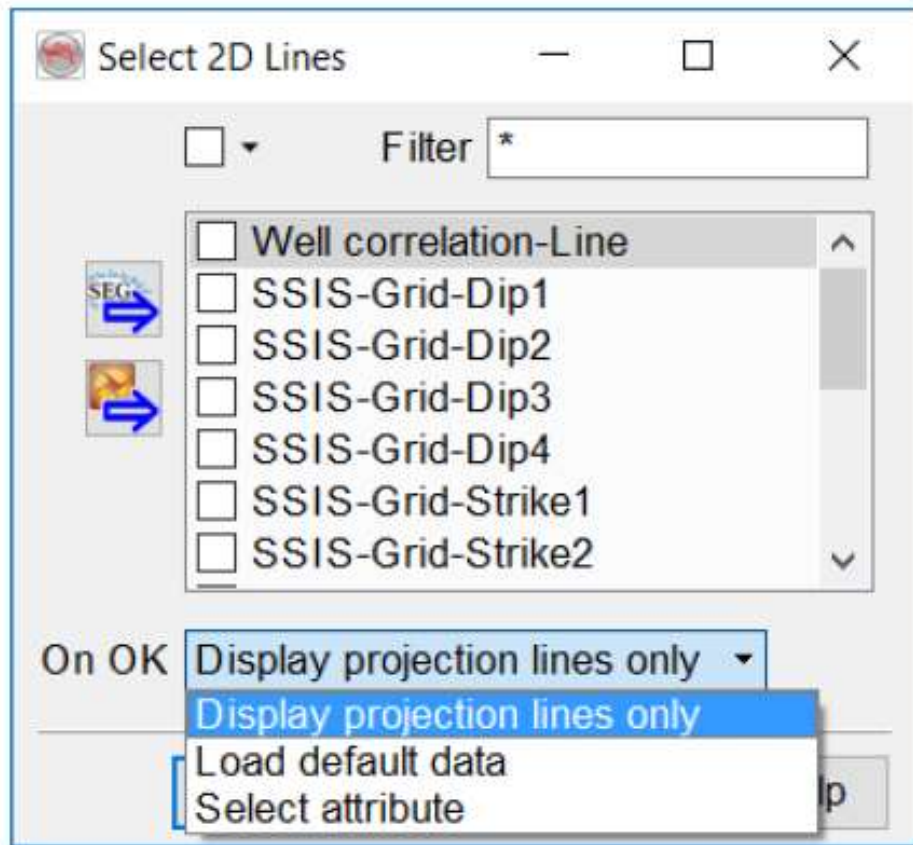 Select 2D Lines
Filter *
SEG
Well correlation-Line
SSIS-Grid-Dip1
SSIS-Grid-Dip2
SSIS-Grid-Dip3
SSIS-Grid-Dip4
SSIS-Grid-Strike1
SSIS-Grid-Strike2
On OK Display projection lines only
Display projection lines only
Load default data
Select attribute
lp